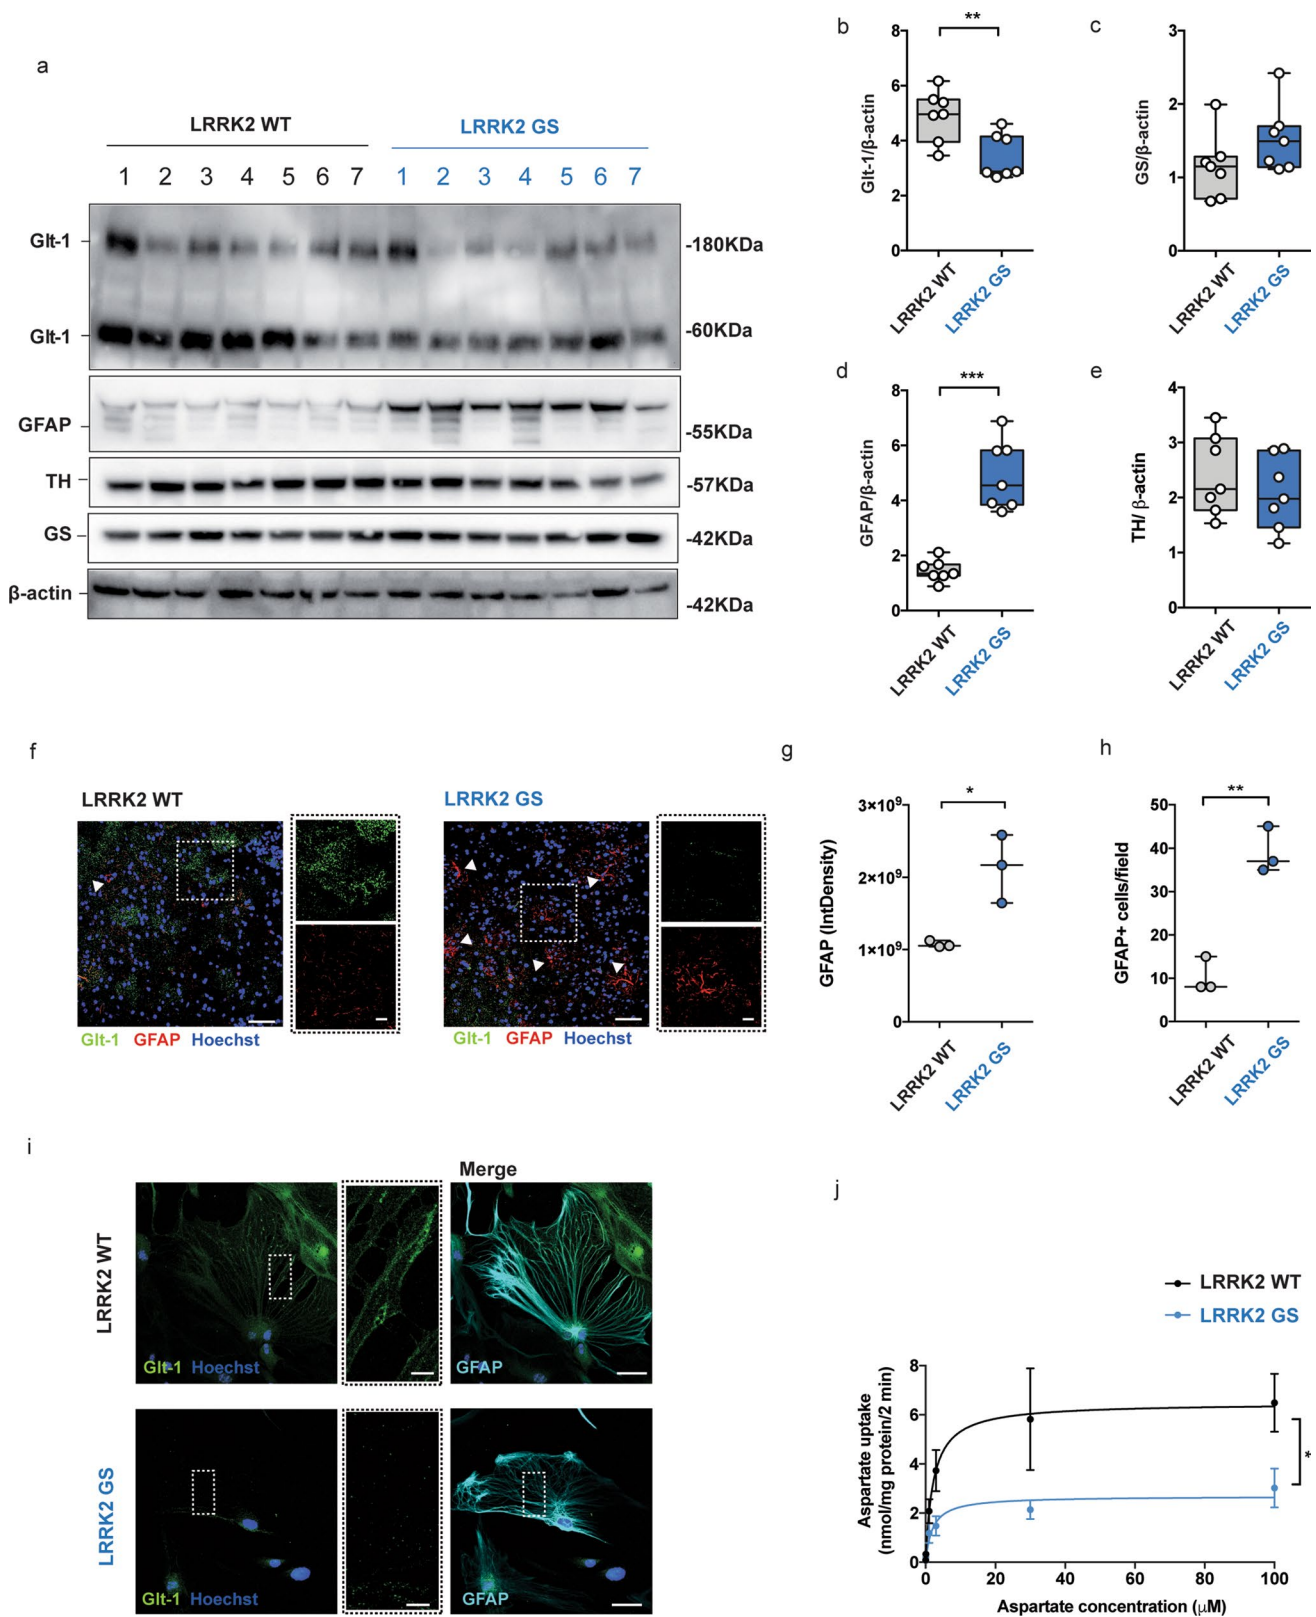 a
LRRK2 WT
LRRK2 GS
1 2 3 4 5 6 7 1 2 3 4 5 6 7
Glt-1
-180KDa
Glt-1
-60KDa
GFAP
-55KDa
TH
-57KDa
GS
-42KDa
β-actin
-42KDa
b
**
Glt-1/β-actin
8
6
4
2
0
LRRK2 WT
LRRK2 GS
c
GS/β-actin
3
2
1
0
LRRK2 WT
LRRK2 GS
d
***
GFAP/β-actin
8
6
4
2
0
LRRK2 WT
LRRK2 GS
e
TH/ β-actin
4
3
2
1
0
LRRK2 WT
LRRK2 GS
f
LRRK2 WT
LRRK2 GS
Glt-1 GFAP Hoechst
Glt-1 GFAP Hoechst
g
*
GFAP (IntDensity)
3×10⁹
2×10⁹
1×10⁹
0
LRRK2 WT
LRRK2 GS
h
**
GFAP+ cells/field
50
40
30
20
10
0
LRRK2 WT
LRRK2 GS
i
Merge
LRRK2 WT
Glt-1 Hoechst
GFAP
LRRK2 GS
Glt-1 Hoechst
GFAP
j
LRRK2 WT
LRRK2 GS
Aspartate uptake
(nmol/mg protein/2 min)
8
6
4
2
0
*
0 20 40 60 80 100
Aspartate concentration (μM)